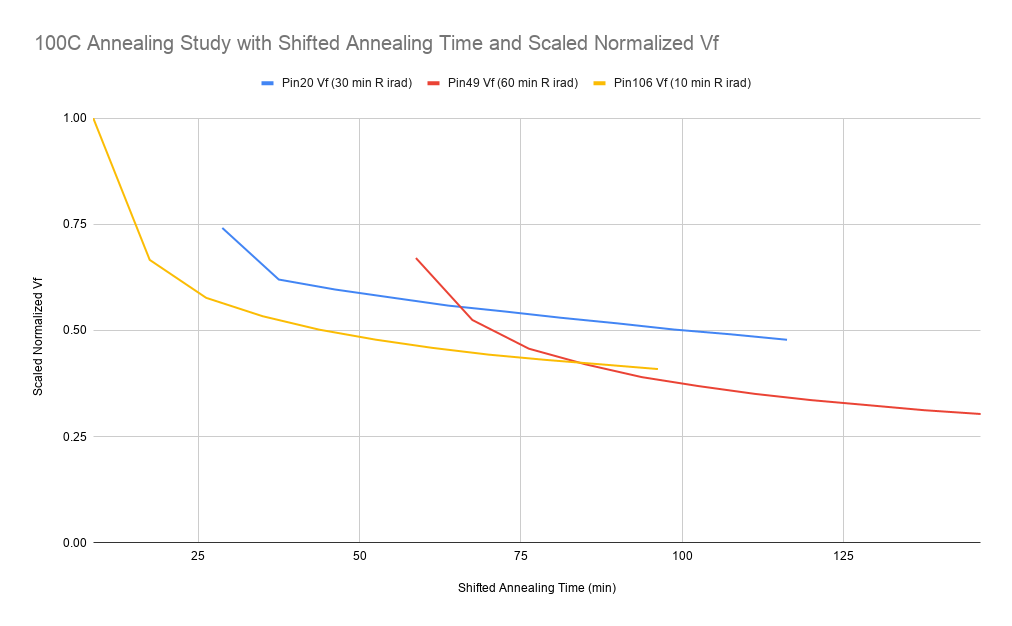 100C Annealing Study with Shifted Annealing Time and Scaled Normalized Vf
Pin20 Vf (30 min R irad) Pin49 Vf (60 min R irad) Pin106 Vf (10 min R irad)
1.00
0.75
0.50
0.25
0.00
Scaled Normalized Vf
25 50 75 100 125
Shifted Annealing Time (min)